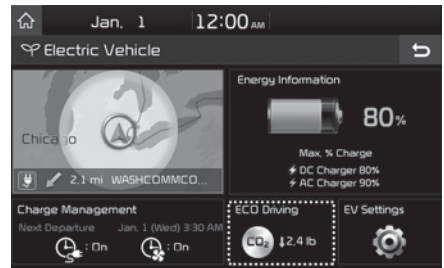 Jan. 1 12:00 AM
Electric Vehicle
Chicago
2.1 mi WASHCOMMCO...
Energy Information
80%
Max. % Charge
DC Charger 80%
AC Charger 90%
Charge Management
Next Departure Jan. 1 (Wed) 3:30 AM
: On : On
ECO Driving
CO₂ ↓2.4 lb
EV Settings